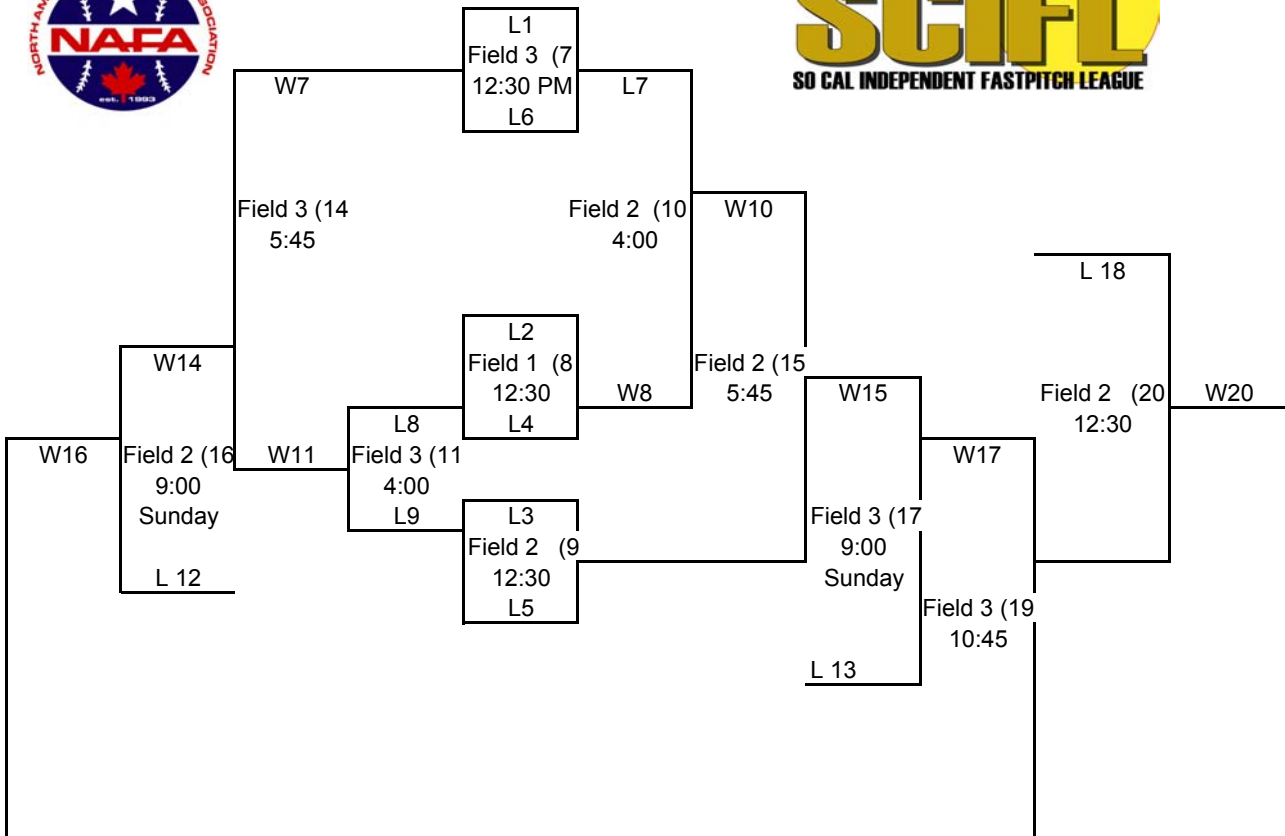 NAFA
est. 1993
SCIFL
SO CAL INDEPENDENT FASTPITCH LEAGUE
L1
Field 3 (7
12:30 PM
L6
W7
L7
Field 3 (14
5:45
Field 2 (10
4:00
W10
L 18
L2
Field 1 (8
12:30
L4
W14
W8
Field 2 (15
5:45
W15
Field 2 (20
12:30
W20
L8
Field 3 (11
4:00
L9
W16
Field 2 (16
9:00
Sunday
W11
W17
L3
Field 2 (9
12:30
L5
Field 3 (17
9:00
Sunday
L 12
Field 3 (19
10:45
L 13